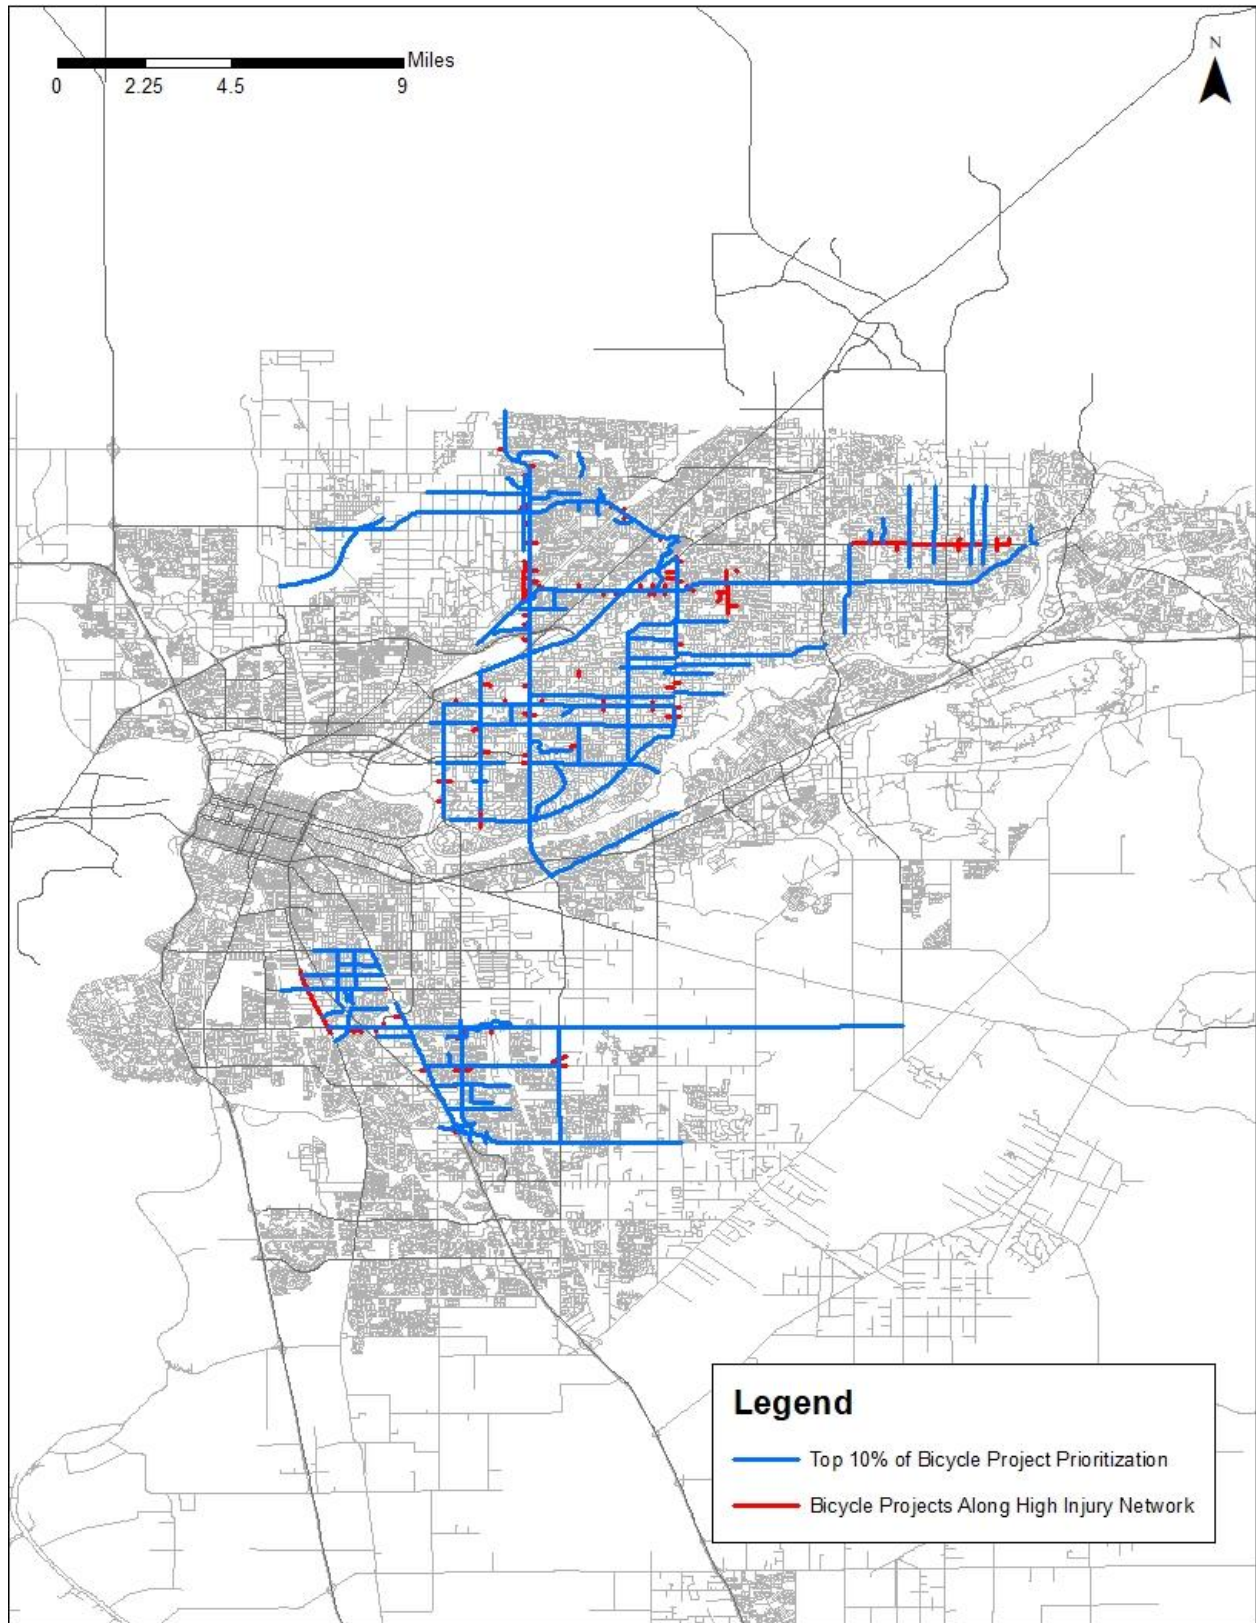 Miles
0 2.25 4.5 9
N
Legend
Top 10% of Bicycle Project Prioritization
Bicycle Projects Along High Injury Network